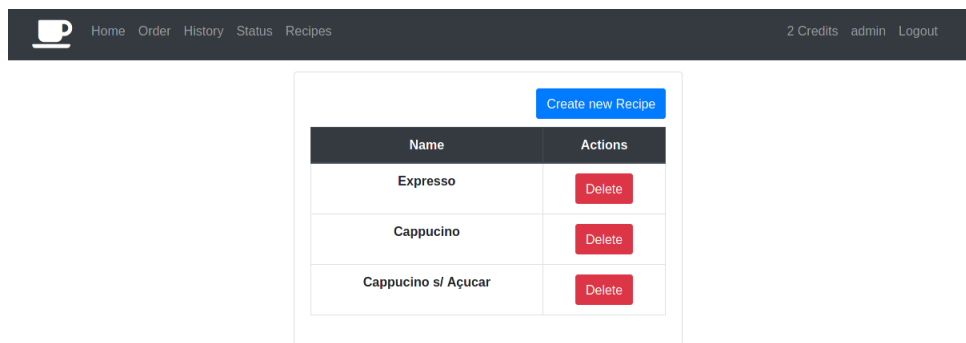 Home Order History Status Recipes 2 Credits admin Logout
Create new Recipe
Name Actions
Expresso Delete
Cappucino Delete
Cappucino s/ Açucar Delete